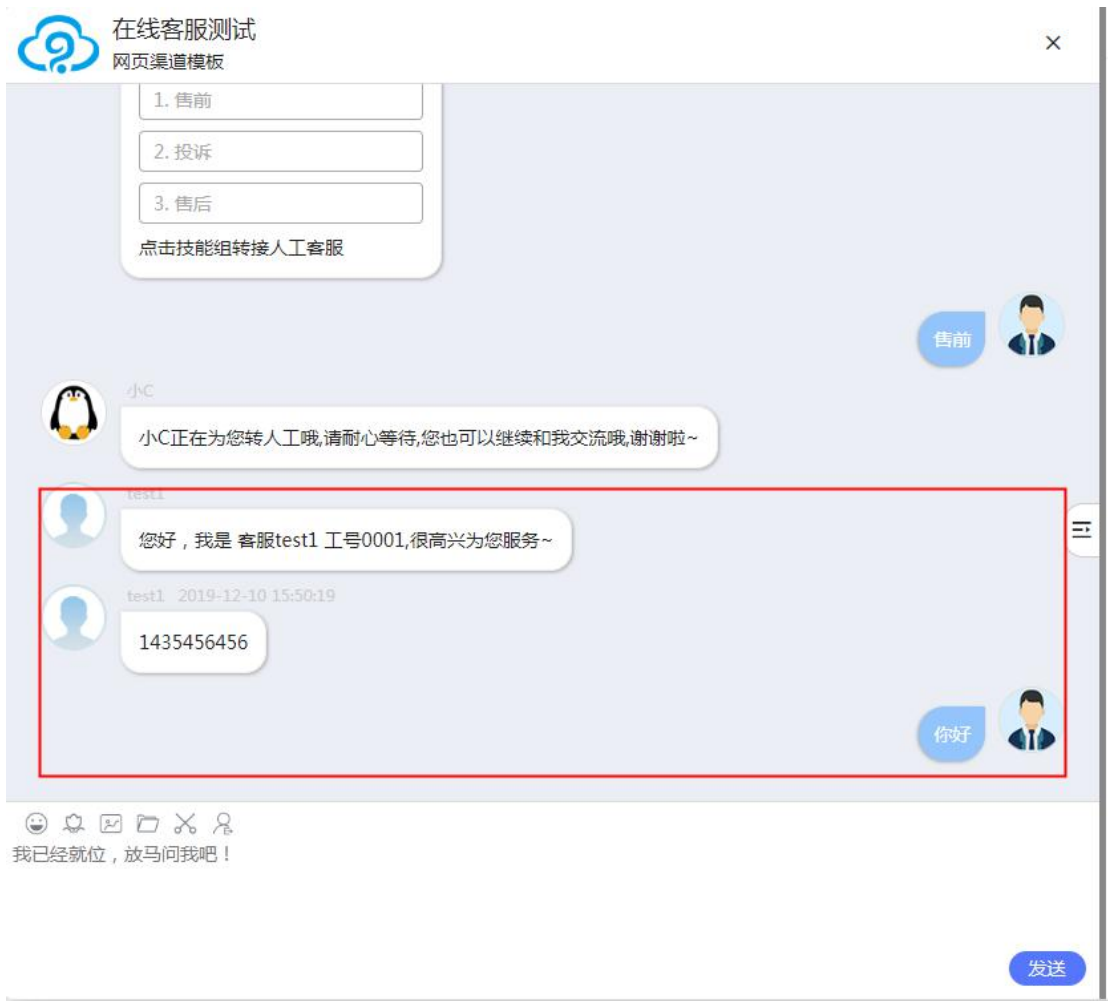 在线客服测试
网页渠道模板
1. 售前
2. 投诉
3. 售后
点击技能组转接人工客服
售前
小C
小C正在为您转人工哦,请耐心等待,您也可以继续和我交流哦,谢谢啦~
test1
您好，我是 客服test1 工号0001,很高兴为您服务~
test1 2019-12-10 15:50:19
1435456456
你好
我已经就位，放马问我吧！
发送